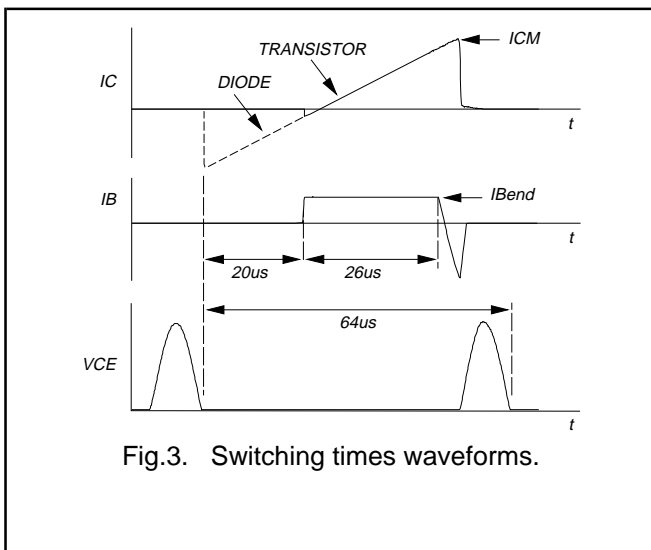 ICM
TRANSISTOR
DIODE
IC
t
IB
IBend
t
20us
26us
64us
VCE
t
Fig.3. Switching times waveforms.